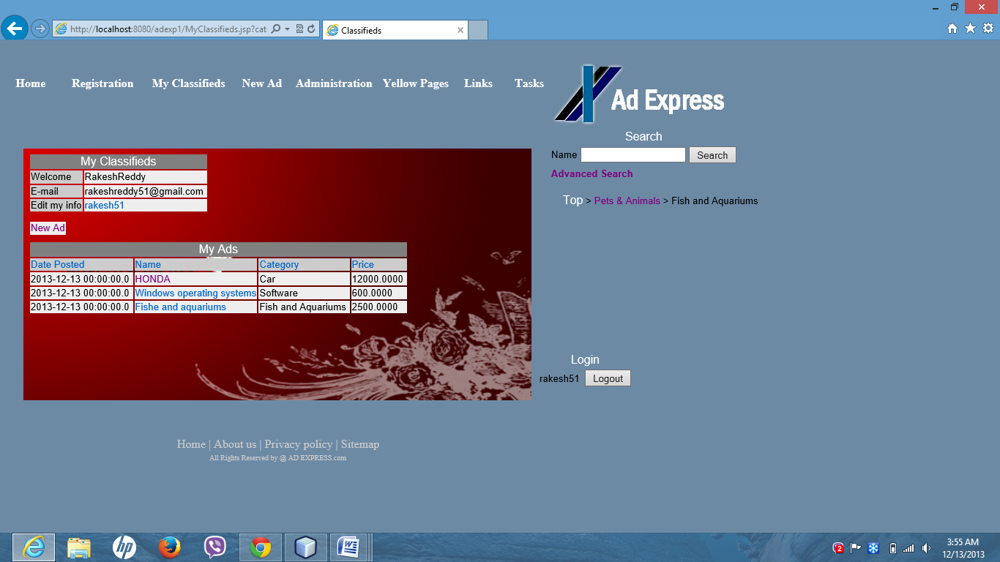 http://localhost:8080/adexp1/MyClassifieds.jsp?cat
Classifieds
Home Registration My Classifieds New Ad Administration Yellow Pages Links Tasks
Ad Express
Search
Name Search
Advanced Search
Top > Pets & Animals > Fish and Aquariums
My Classifieds
Welcome RakeshReddy
E-mail rakeshreddy51@gmail.com
Edit my info rakesh51
New Ad
My Ads
Date Posted Name Category Price
2013-12-13 00:00:00.0 HONDA Car 12000.0000
2013-12-13 00:00:00.0 Windows operating systems Software 600.0000
2013-12-13 00:00:00.0 Fishe and aquariums Fish and Aquariums 2500.0000
Login
rakesh51 Logout
Home | About us | Privacy policy | Sitemap
All Rights Reserved by @ AD EXPRESS.com
hp
W
2
3:55 AM
12/13/2013